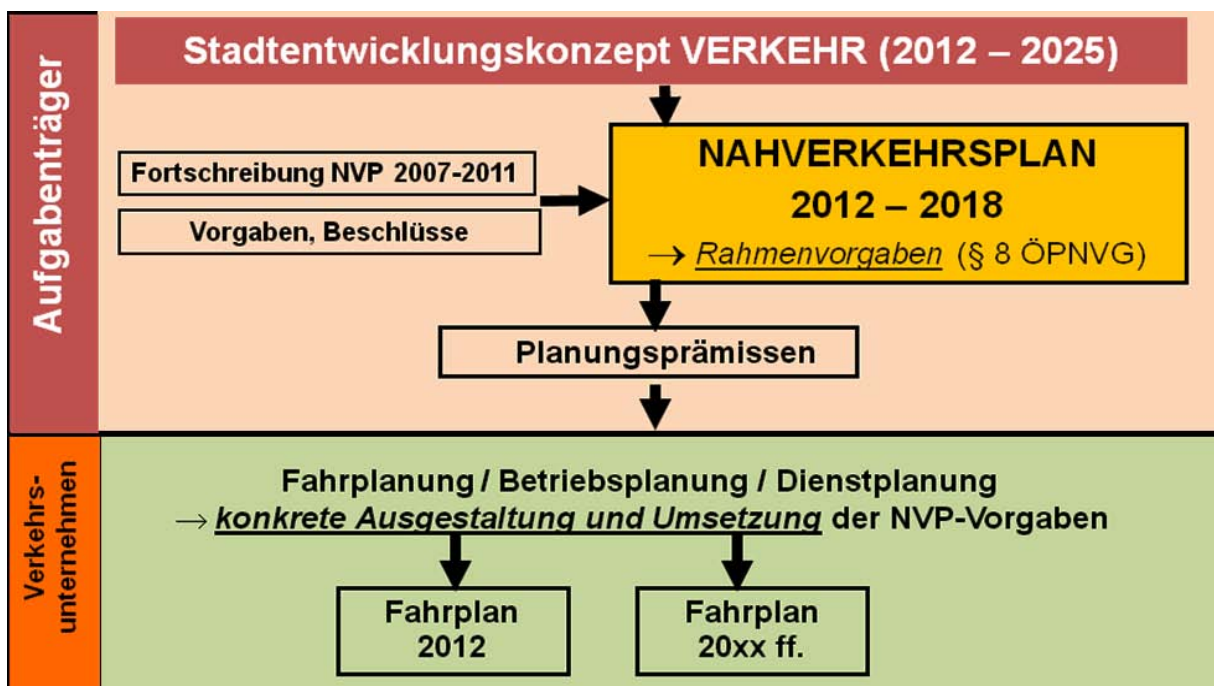 Aufgabenträger
Stadtentwicklungskonzept VERKEHR (2012 – 2025)
Fortschreibung NVP 2007-2011
Vorgaben, Beschlüsse
NAHVERKEHRSPLAN
2012 – 2018
→ Rahmenvorgaben (§ 8 ÖPNVG)
Planungsprämissen
Verkehrs-
unternehmen
Fahrplanung / Betriebsplanung / Dienstplanung
→ konkrete Ausgestaltung und Umsetzung der NVP-Vorgaben
Fahrplan
2012
Fahrplan
20xx ff.